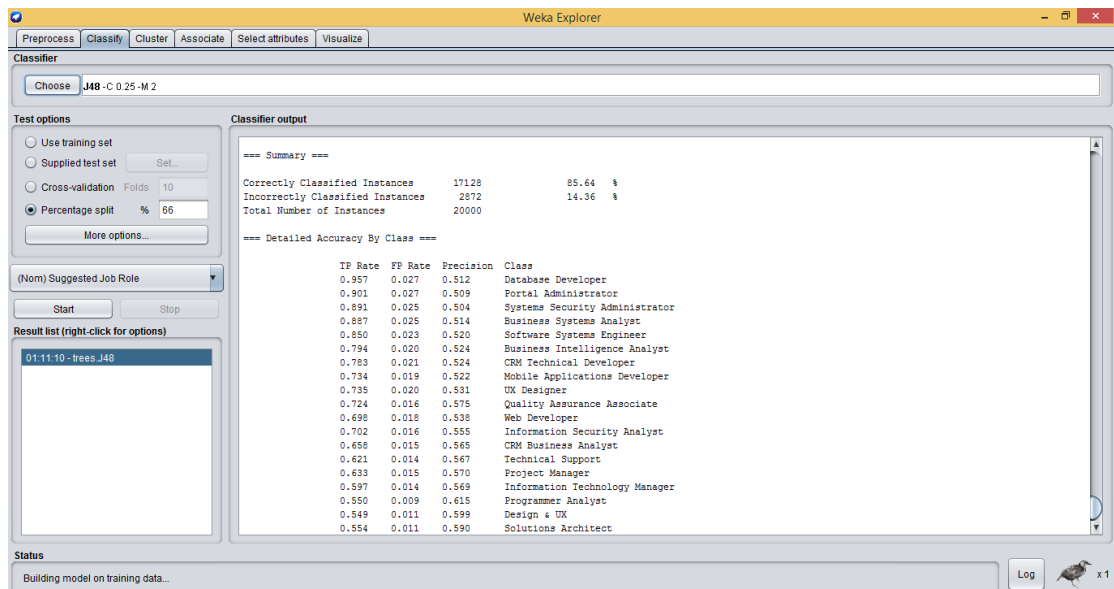 Weka Explorer
Preprocess Classify Cluster Associate Select attributes Visualize
Classifier
Choose J48 -C 0.25 -M 2
Test options
Use training set
Supplied test set Set...
Cross-validation Folds 10
Percentage split % 66
More options...
(Nom) Suggested Job Role
Start Stop
Result list (right-click for options)
01:11:10 - trees.J48
Classifier output
=== Summary ===
Correctly Classified Instances 17128 85.64 %
Incorrectly Classified Instances 2872 14.36 %
Total Number of Instances 20000
=== Detailed Accuracy By Class ===
TP Rate FP Rate Precision Class
0.957 0.027 0.512 Database Developer
0.901 0.027 0.509 Portal Administrator
0.891 0.025 0.504 Systems Security Administrator
0.887 0.025 0.514 Business Systems Analyst
0.850 0.023 0.520 Software Systems Engineer
0.794 0.020 0.524 Business Intelligence Analyst
0.783 0.021 0.524 CRM Technical Developer
0.734 0.019 0.522 Mobile Applications Developer
0.735 0.020 0.531 UX Designer
0.724 0.016 0.575 Quality Assurance Associate
0.698 0.018 0.538 Web Developer
0.702 0.016 0.555 Information Security Analyst
0.658 0.015 0.565 CRM Business Analyst
0.621 0.014 0.567 Technical Support
0.633 0.015 0.570 Project Manager
0.597 0.014 0.569 Information Technology Manager
0.550 0.009 0.615 Programmer Analyst
0.549 0.011 0.599 Design & UX
0.554 0.011 0.590 Solutions Architect
Status
Building model on training data...
Log x 1